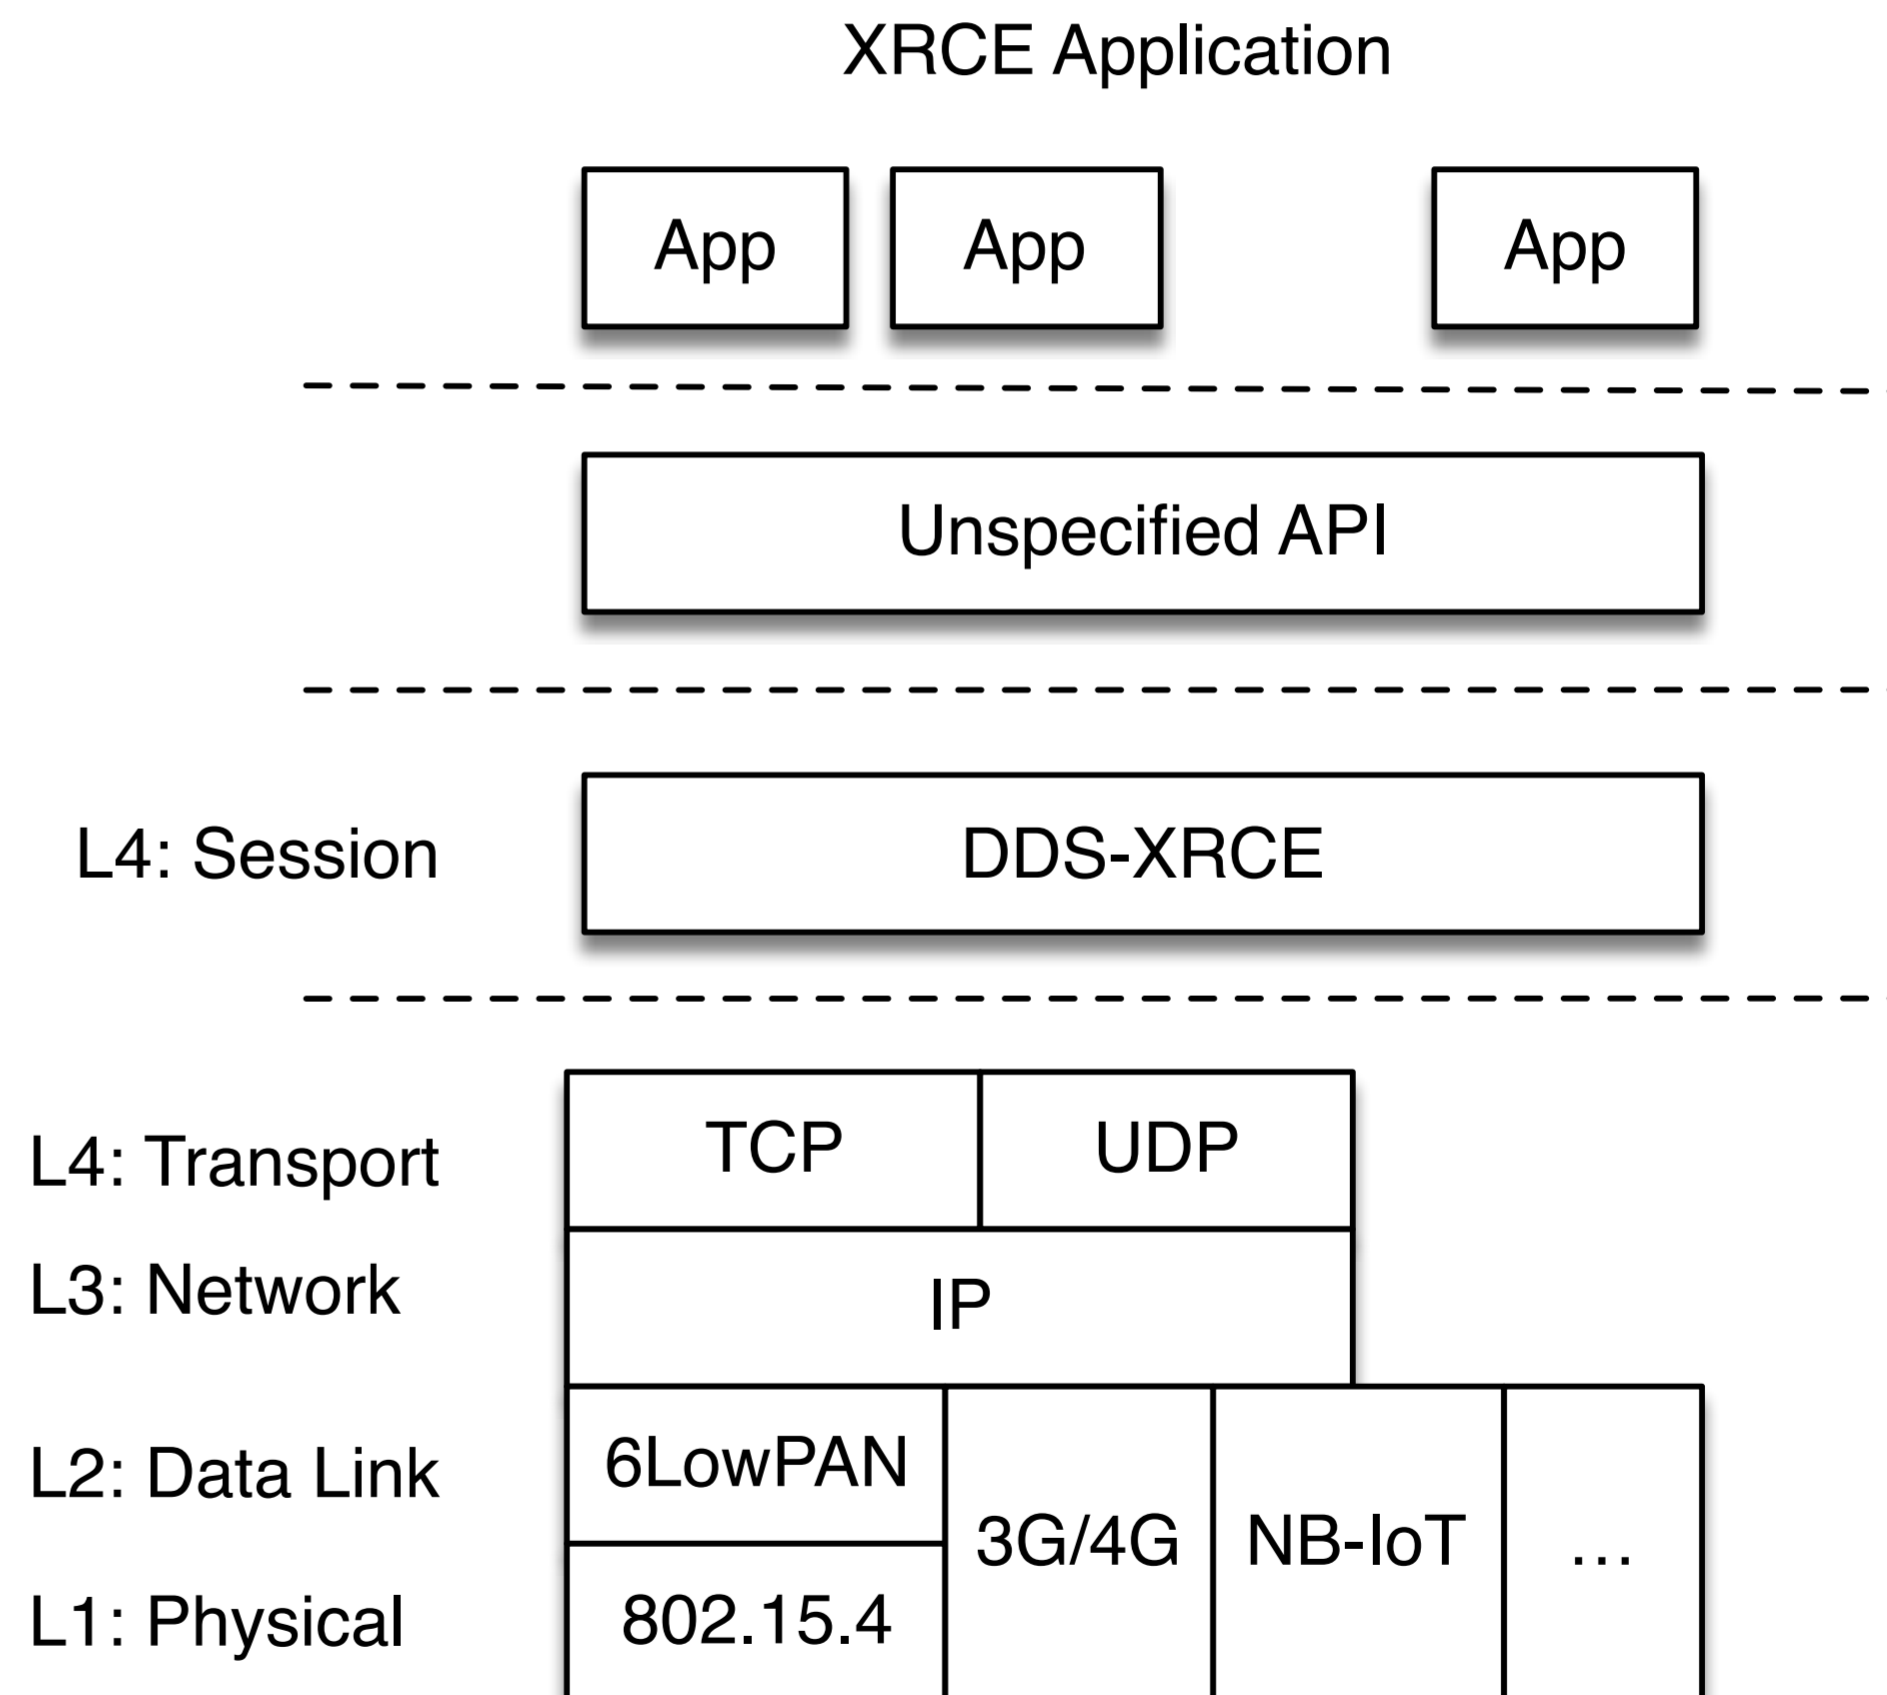 XRCE Application
App App App
Unspecified API
L4: Session DDS-XRCE
L4: Transport TCP UDP
L3: Network IP
L2: Data Link 6LowPAN
3G/4G NB-IoT ...
L1: Physical 802.15.4